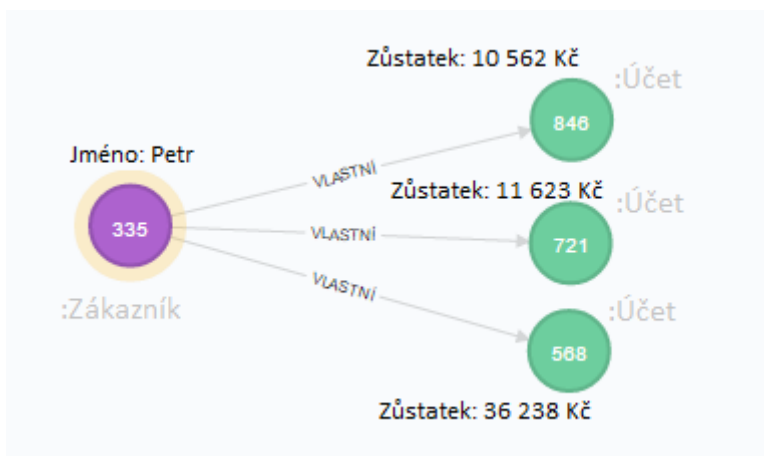 Zůstatek: 10 562 Kč
:Účet
846
Jméno: Petr
VLASTNÍ
Zůstatek: 11 623 Kč
:Účet
335
VLASTNÍ
721
VLASTNÍ
:Zákazník
:Účet
568
Zůstatek: 36 238 Kč